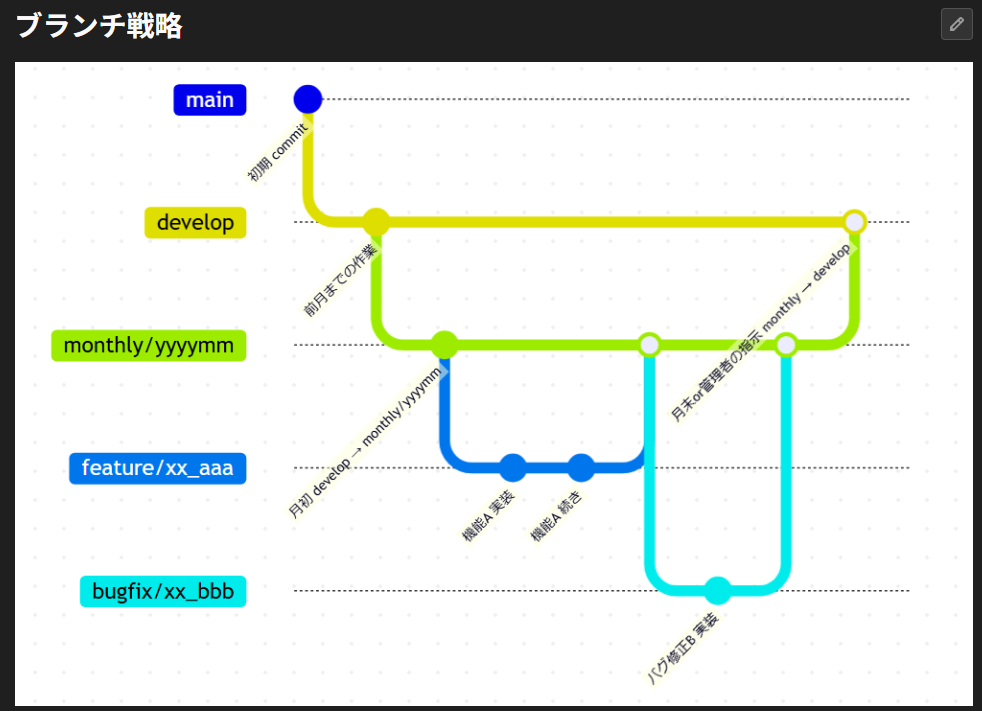 ブランチ戦略
main
初期 commit
develop
前月までの作業
月末or管理者の指示 monthly → develop
monthly/yyyymm
月初 develop → monthly/yyyymm
feature/xx_aaa
機能A 実装
機能A 続き
bugfix/xx_bbb
バグ修正B 実装